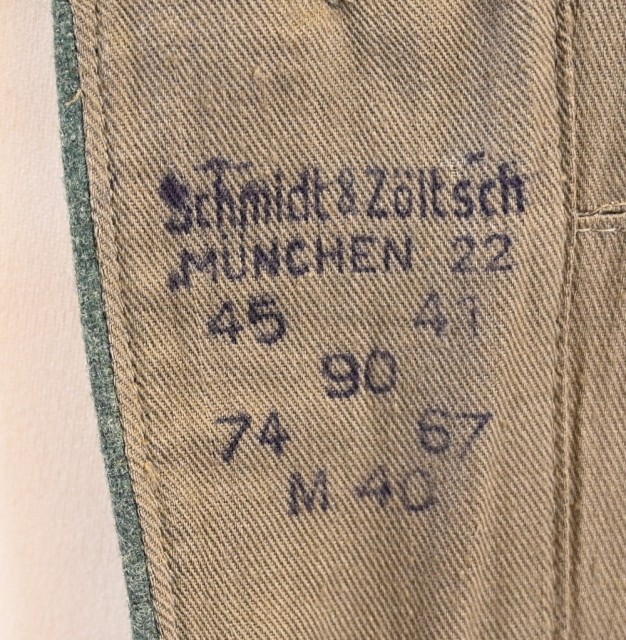 Schmidt & Zöltsch
MÜNCHEN 22
45 41
90
74 67
M 40